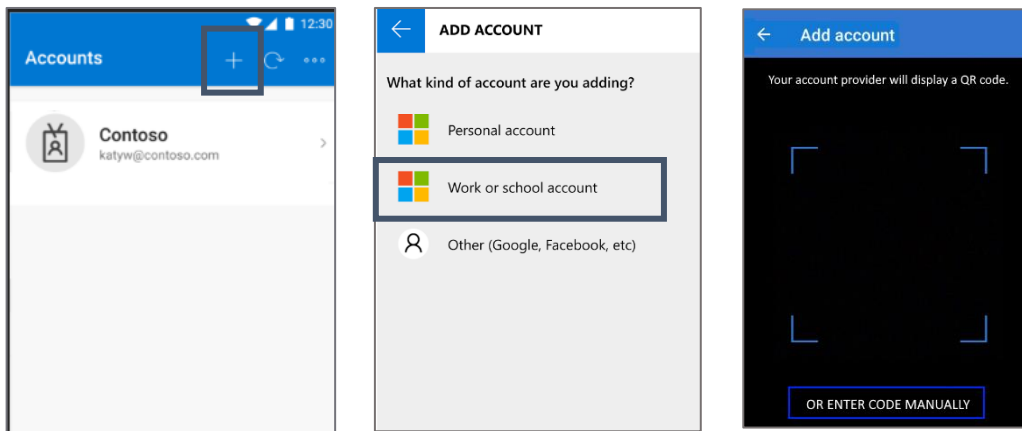 12:30
Accounts
Contoso
katyw@contoso.com
ADD ACCOUNT
What kind of account are you adding?
Personal account
Work or school account
Other (Google, Facebook, etc)
Add account
Your account provider will display a QR code.
OR ENTER CODE MANUALLY